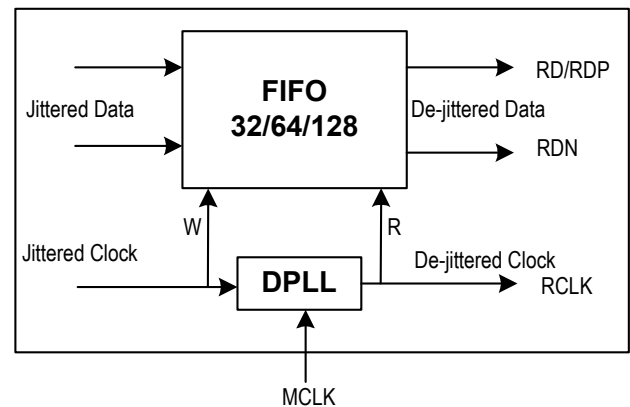 FIFO
32/64/128
Jittered Data
De-jittered Data
RD/RDP
RDN
W
R
Jittered Clock
DPLL
De-jittered Clock
RCLK
MCLK